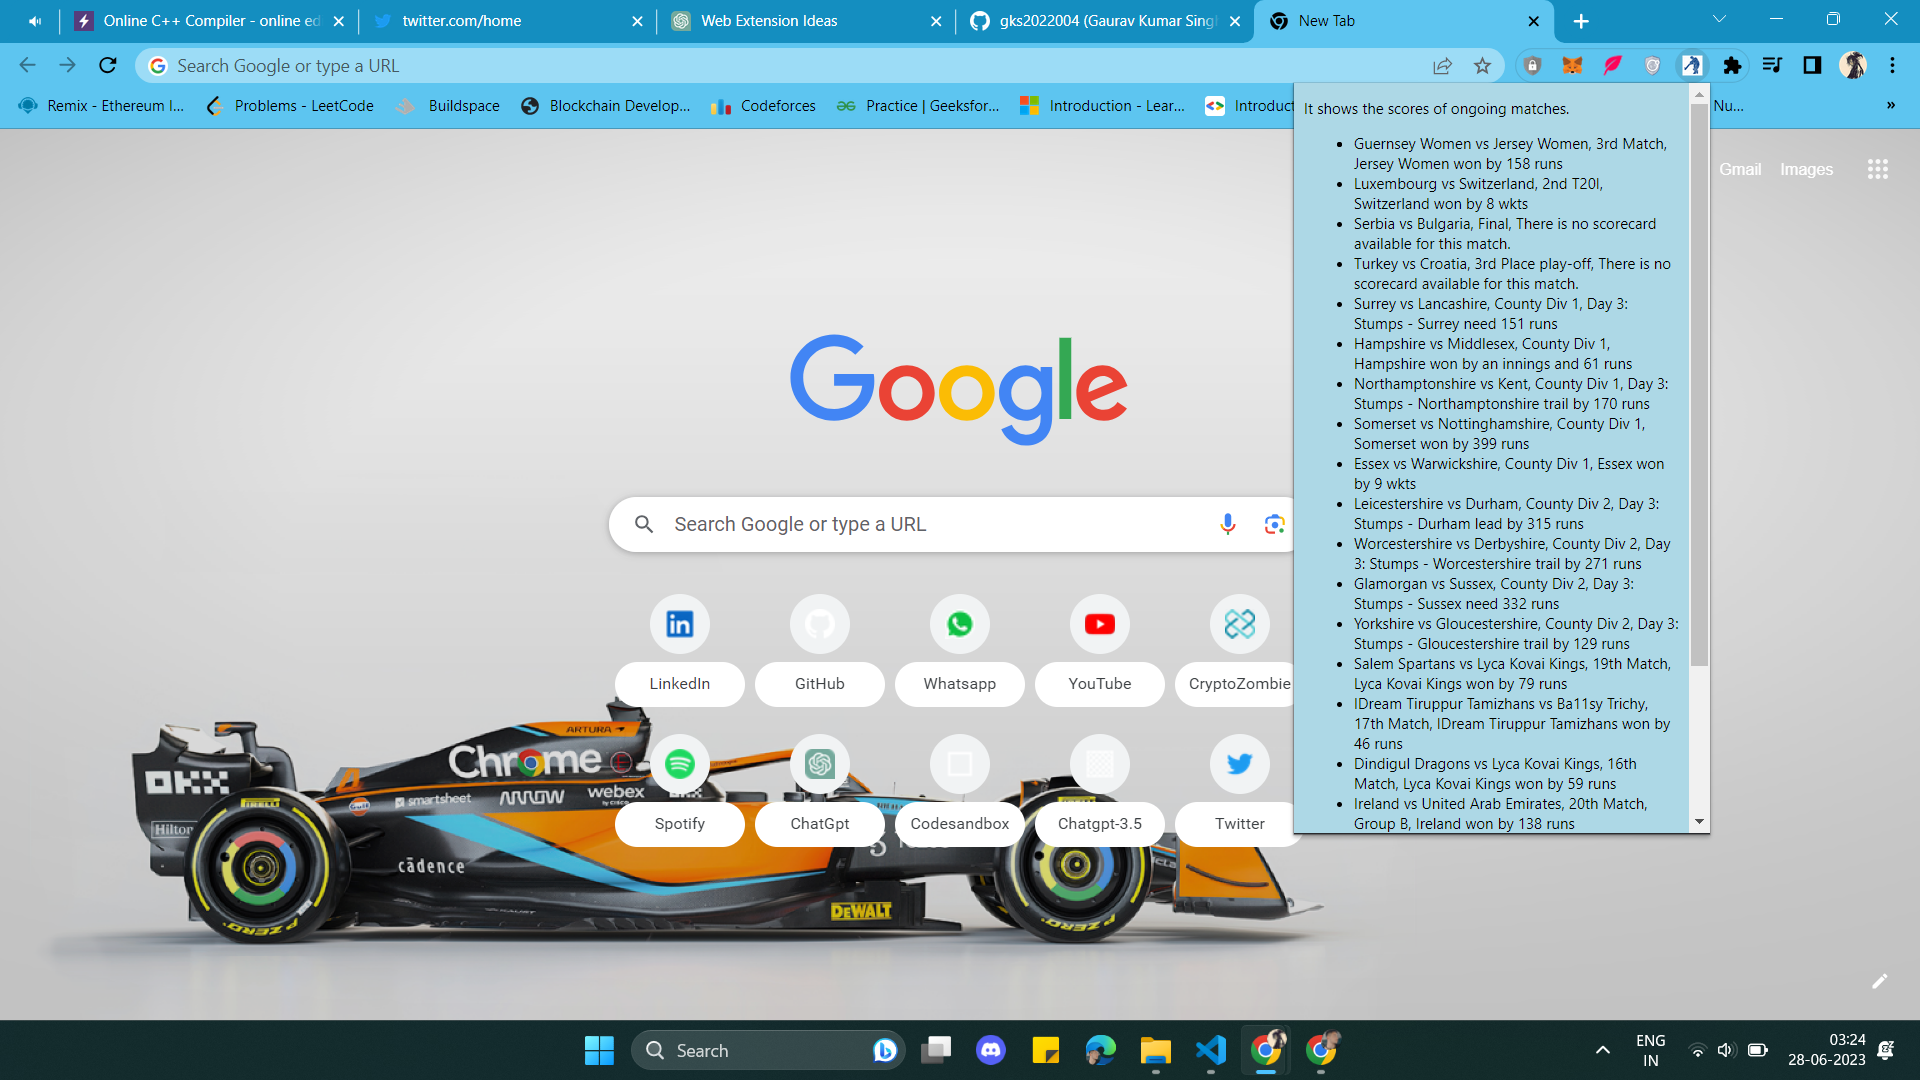 Online C++ Compiler - online ed
twitter.com/home
Web Extension Ideas
gks2022004 (Gaurav Kumar Singh
New Tab
Search Google or type a URL
Remix - Ethereum I...
Problems - LeetCode
Buildspace
Blockchain Develop...
Codeforces
Practice | Geeksfor...
Introduction - Lear...
Introduct
Nu...
»
It shows the scores of ongoing matches.
Guernsey Women vs Jersey Women, 3rd Match,
Jersey Women won by 158 runs
Luxembourg vs Switzerland, 2nd T20I,
Switzerland won by 8 wkts
Serbia vs Bulgaria, Final, There is no scorecard
available for this match.
Turkey vs Croatia, 3rd Place play-off, There is no
scorecard available for this match.
Surrey vs Lancashire, County Div 1, Day 3:
Stumps - Surrey need 151 runs
Hampshire vs Middlesex, County Div 1,
Hampshire won by an innings and 61 runs
Northamptonshire vs Kent, County Div 1, Day 3:
Stumps - Northamptonshire trail by 170 runs
Somerset vs Nottinghamshire, County Div 1,
Somerset won by 399 runs
Essex vs Warwickshire, County Div 1, Essex won
by 9 wkts
Leicestershire vs Durham, County Div 2, Day 3:
Stumps - Durham lead by 315 runs
Worcestershire vs Derbyshire, County Div 2, Day
3: Stumps - Worcestershire trail by 271 runs
Glamorgan vs Sussex, County Div 2, Day 3:
Stumps - Sussex need 332 runs
Yorkshire vs Gloucestershire, County Div 2, Day 3:
Stumps - Gloucestershire trail by 129 runs
Salem Spartans vs Lyca Kovai Kings, 19th Match,
Lyca Kovai Kings won by 79 runs
IDream Tiruppur Tamizhans vs Ba11sy Trichy,
17th Match, IDream Tiruppur Tamizhans won by
46 runs
Dindigul Dragons vs Lyca Kovai Kings, 16th
Match, Lyca Kovai Kings won by 59 runs
Ireland vs United Arab Emirates, 20th Match,
Group B, Ireland won by 138 runs
Gmail
Images
Google
Search Google or type a URL
LinkedIn
GitHub
Whatsapp
YouTube
CryptoZombie
Spotify
ChatGpt
Codesandbox
Chatgpt-3.5
Twitter
ARTURA
Chrome
OKX
Gulf
smartsheet
ARROW
webex
by CISCO
Hilton
PIRELLI
cādence
P ZERO
DEWALT
PIRELLI
P ZERO
Search
ENG
IN
03:24
28-06-2023